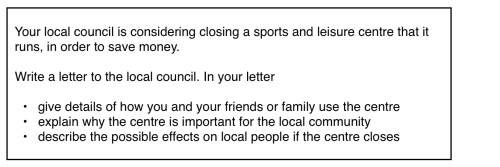 Your local council is considering closing a sports and leisure centre that it
runs, in order to save money.
Write a letter to the local council. In your letter
• give details of how you and your friends or family use the centre
• explain why the centre is important for the local community
• describe the possible effects on local people if the centre closes